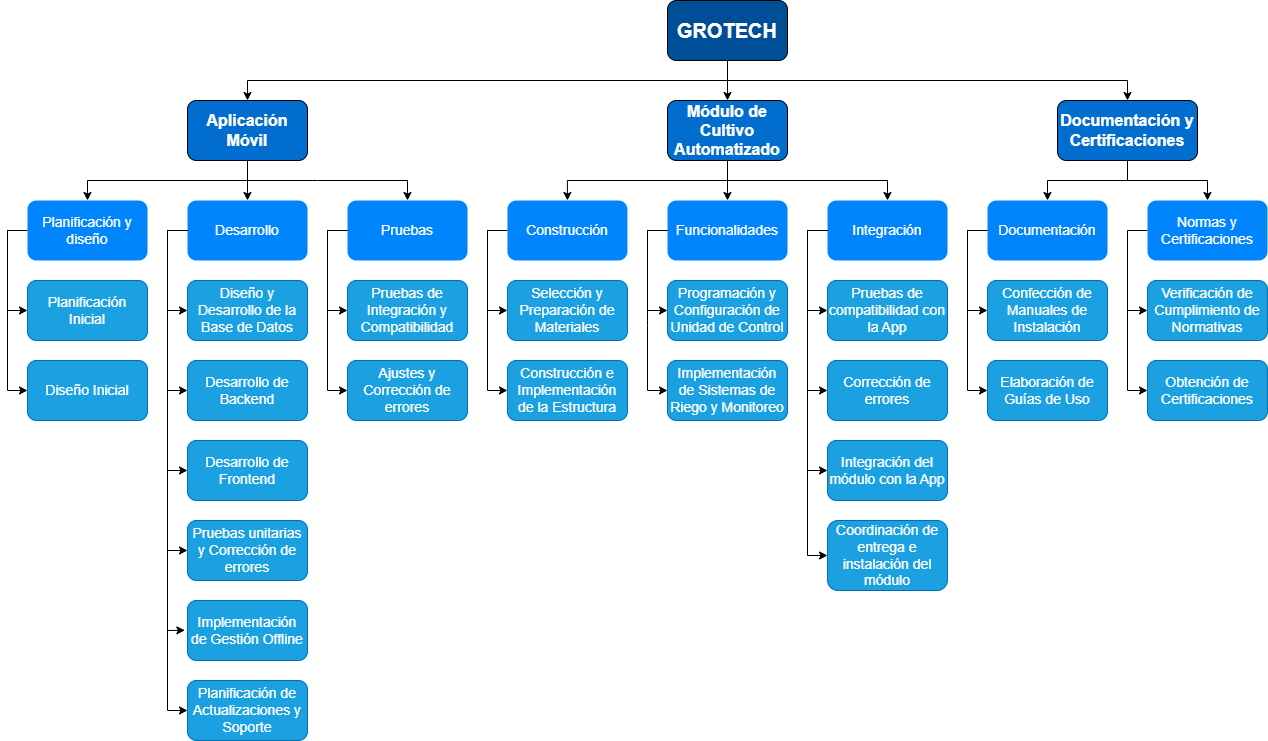 GROTECH
Aplicación
Móvil
Módulo de
Cultivo
Automatizado
Documentación y
Certificaciones
Planificación y
diseño
Desarrollo
Pruebas
Construcción
Funcionalidades
Integración
Documentación
Normas y
Certificaciones
Planificación
Inicial
Diseño y
Desarrollo de la
Base de Datos
Pruebas de
Integración y
Compatibilidad
Selección y
Preparación de
Materiales
Programación y
Configuración de
Unidad de Control
Pruebas de
compatibilidad con
la App
Confección de
Manuales de
Instalación
Verificación de
Cumplimiento de
Normativas
Diseño Inicial
Desarrollo de
Backend
Ajustes y
Corrección de
errores
Construcción e
Implementación
de la Estructura
Implementación
de Sistemas de
Riego y Monitoreo
Corrección de
errores
Elaboración de
Guías de Uso
Obtención de
Certificaciones
Desarrollo de
Frontend
Integración del
módulo con la App
Pruebas unitarias
y Corrección de
errores
Coordinación de
entrega e
instalación del
módulo
Implementación
de Gestión Offline
Planificación de
Actualizaciones y
Soporte